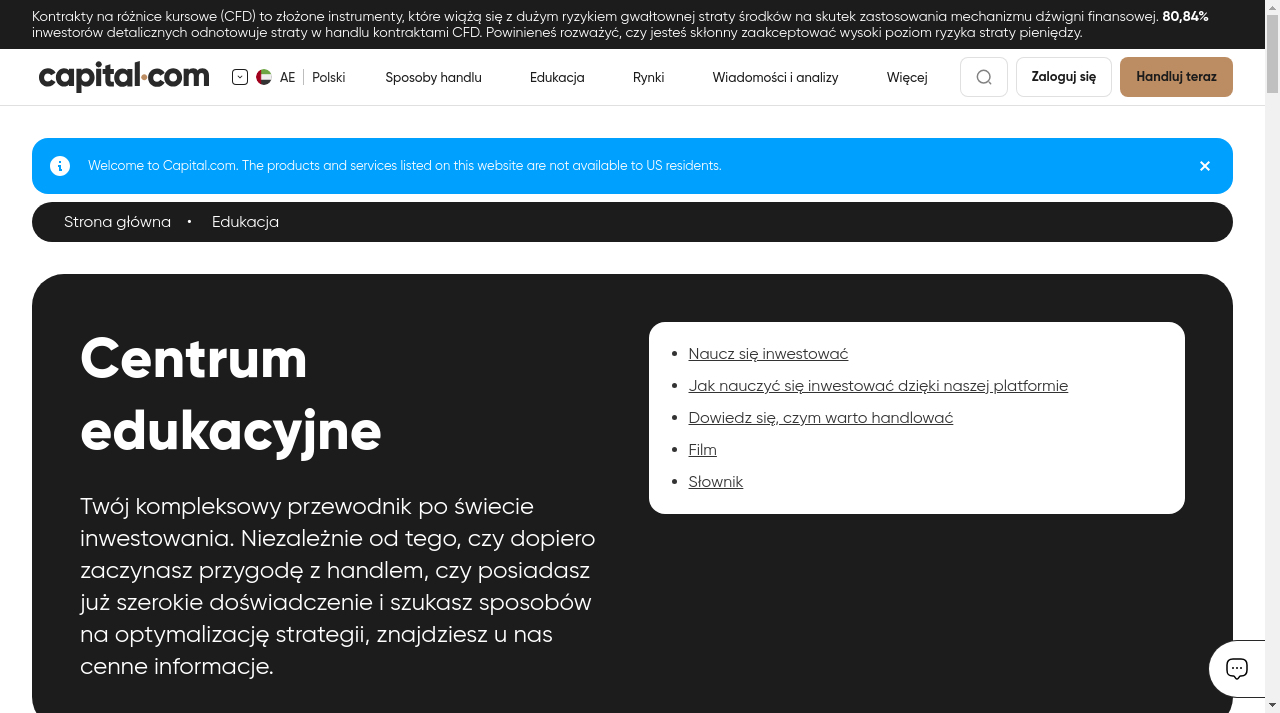 Kontrakty na różnice kursowe (CFD) to złożone instrumenty, które wiążą się z dużym ryzykiem gwałtownej straty środków na skutek zastosowania mechanizmu dźwigni finansowej. 80,84%
inwestorów detalicznych odnotowuje straty w handlu kontraktami CFD. Powinieneś rozważyć, czy jesteś skłonny zaakceptować wysoki poziom ryzyka straty pieniędzy.
capital.com AE Polski Sposoby handlu Edukacja Rynki Wiadomości i analizy Więcej Zaloguj się Handluj teraz
Welcome to Capital.com. The products and services listed on this website are not available to US residents.
Strona główna • Edukacja
Centrum
edukacyjne
Twój kompleksowy przewodnik po świecie
inwestowania. Niezależnie od tego, czy dopiero
zaczynasz przygodę z handlem, czy posiadasz
już szerokie doświadczenie i szukasz sposobów
na optymalizację strategii, znajdziesz u nas
cenne informacje.
Naucz się inwestować
Jak nauczyć się inwestować dzięki naszej platformie
Dowiedz się, czym warto handlować
Film
Słownik